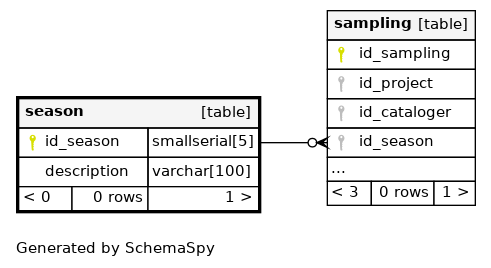 season [table]
id_season smallserial[5]
description varchar[100]
< 0 0 rows 1 >
sampling [table]
id_sampling
id_project
id_cataloger
id_season
...
< 3 0 rows 1 >
Generated by SchemaSpy